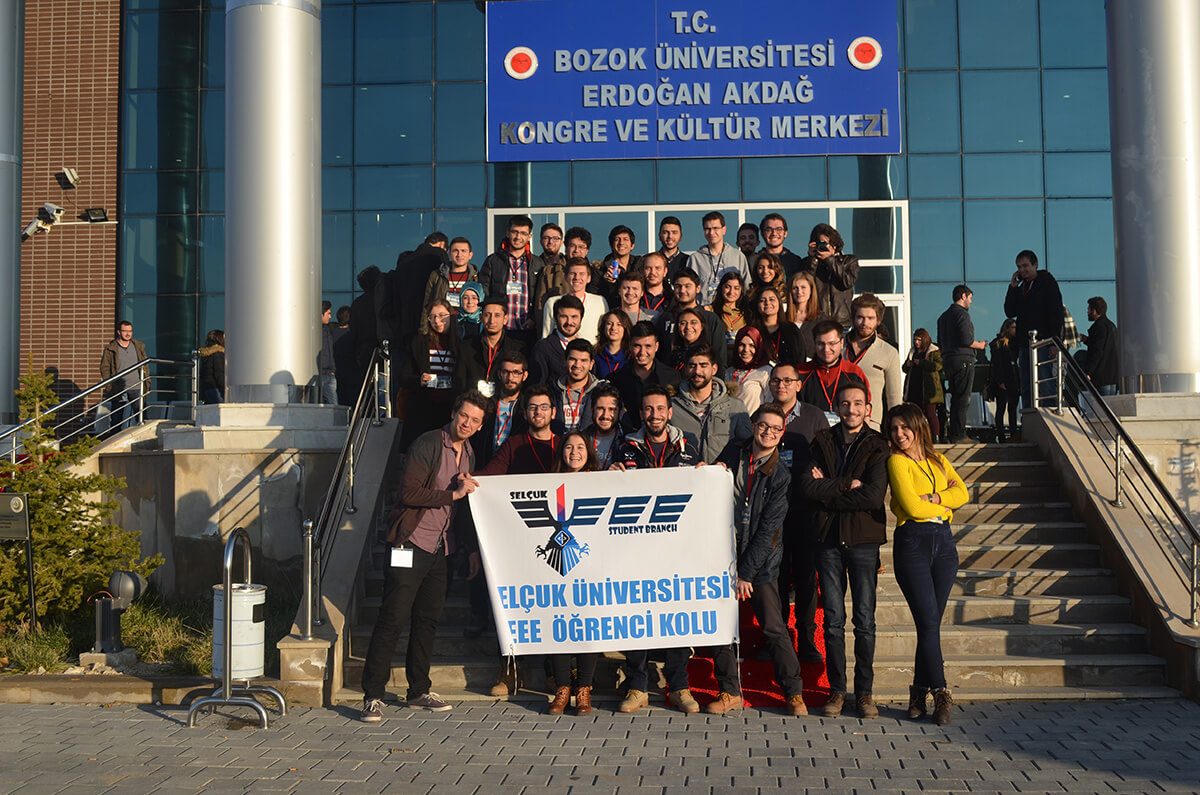 T.C.
BOZOK ÜNİVERSİTESİ
ERDOĞAN AKDAĞ
KONGRE VE KÜLTÜR MERKEZİ
SELÇUK
EEE
STUDENT BRANCH
ELÇUK ÜNİVERSİTESİ
EEE ÖĞRENCİ KOLU